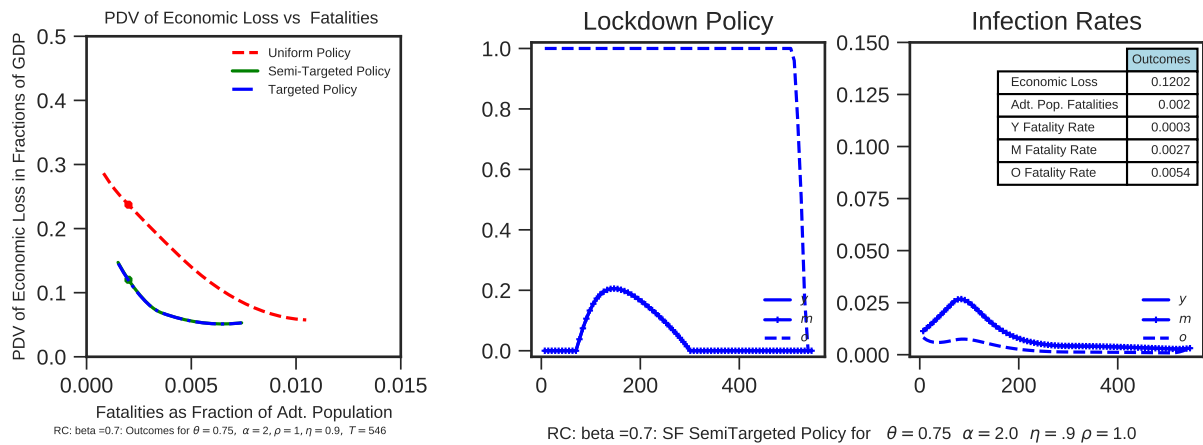 PDV of Economic Loss vs Fatalities
PDV of Economic Loss in Fractions of GDP
0.5
0.4
0.3
0.2
0.1
0.0
0.000
0.005
0.010
0.015
Uniform Policy
Semi-Targeted Policy
Targeted Policy
Fatalities as Fraction of Adt. Population
RC: beta =0.7: Outcomes for θ = 0.75, α = 2, ρ = 1, η = 0.9, T = 546
Lockdown Policy
1.0
0.8
0.6
0.4
0.2
0.0
0
200
400
y
m
o
Infection Rates
0.150
0.125
0.100
0.075
0.050
0.025
0.000
0
200
400
Outcomes
Economic Loss 0.1202
Adt. Pop. Fatalities 0.002
Y Fatality Rate 0.0003
M Fatality Rate 0.0027
O Fatality Rate 0.0054
y
m
o
RC: beta =0.7: SF SemiTargeted Policy for θ = 0.75 α = 2.0 η = .9 ρ = 1.0